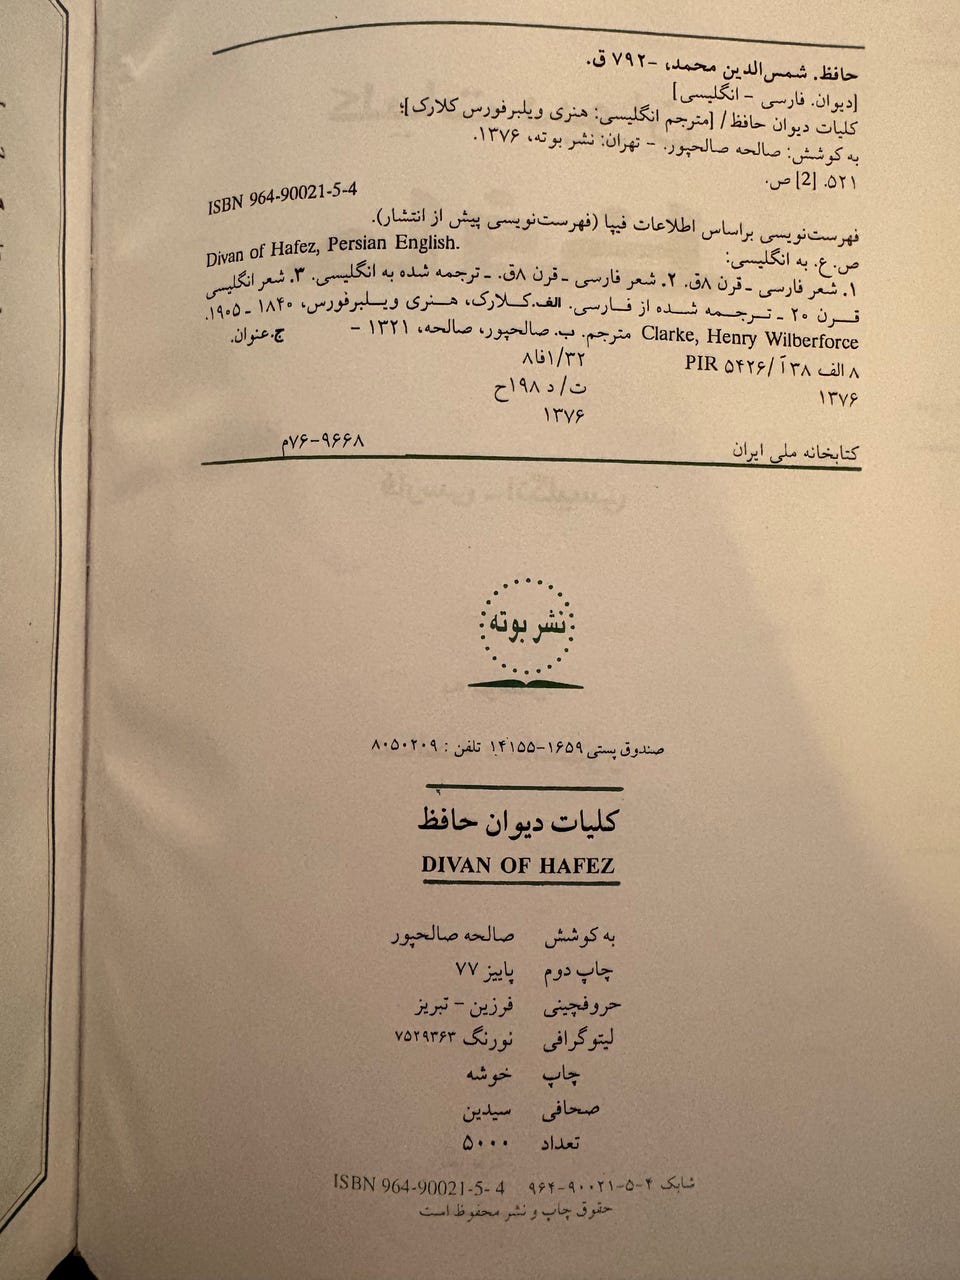 حافظ. شمس‌الدین محمد، -۷۹۲ ق.
[دیوان. فارسی - انگلیسی]
کلیات دیوان حافظ/ [مترجم انگلیسی: هنری ویلبرفورس کلارک]؛
به کوشش: صالحه صالحپور. - تهران: نشر بوته، ۱۳۷۶.
۵۲۱. [2] ص.
ISBN 964-90021-5-4
فهرست‌نویسی براساس اطلاعات فیپا (فهرست‌نویسی پیش از انتشار).
ص.ع. به انگلیسی: Divan of Hafez, Persian English.
۱. شعر فارسی ـ قرن ۸ق. ۲. شعر فارسی ـ قرن ۸ق. ـ ترجمه شده به انگلیسی. ۳. شعر انگلیسی
قرن ۲۰ ـ ترجمه شده از فارسی. الف.کلارک، هنری ویلبرفورس، ۱۸۴۰ ـ ۱۹۰۵.
Clarke, Henry Wilberforce مترجم. ب. صالحپور، صالحه، ۱۳۲۱ - ج.عنوان.
۸ الف ۳۸ آ/ PIR ۵۴۲۶ ۸فا۱/۳۲
۱۳۷۶ ت/ د ۱۹۸ح
۱۳۷۶
کتابخانه ملی ایران ۹۶۶۸-۷۶م
نشر بوته
صندوق پستی ۱۶۵۹-۱۴۱۵۵ تلفن : ۸۰۵۰۲۰۹
کلیات دیوان حافظ
DIVAN OF HAFEZ
به کوشش صالحه صالحپور
چاپ دوم پاییز ۷۷
حروفچینی فرزین - تبریز
لیتوگرافی نورنگ ۷۵۲۹۳۶۳
چاپ خوشه
صحافی سیدین
تعداد ۵۰۰۰
شابک ۴-۵-۹۰۰۲۱-۹۶۴ ISBN 964-90021-5-4
حقوق چاپ و نشر محفوظ است